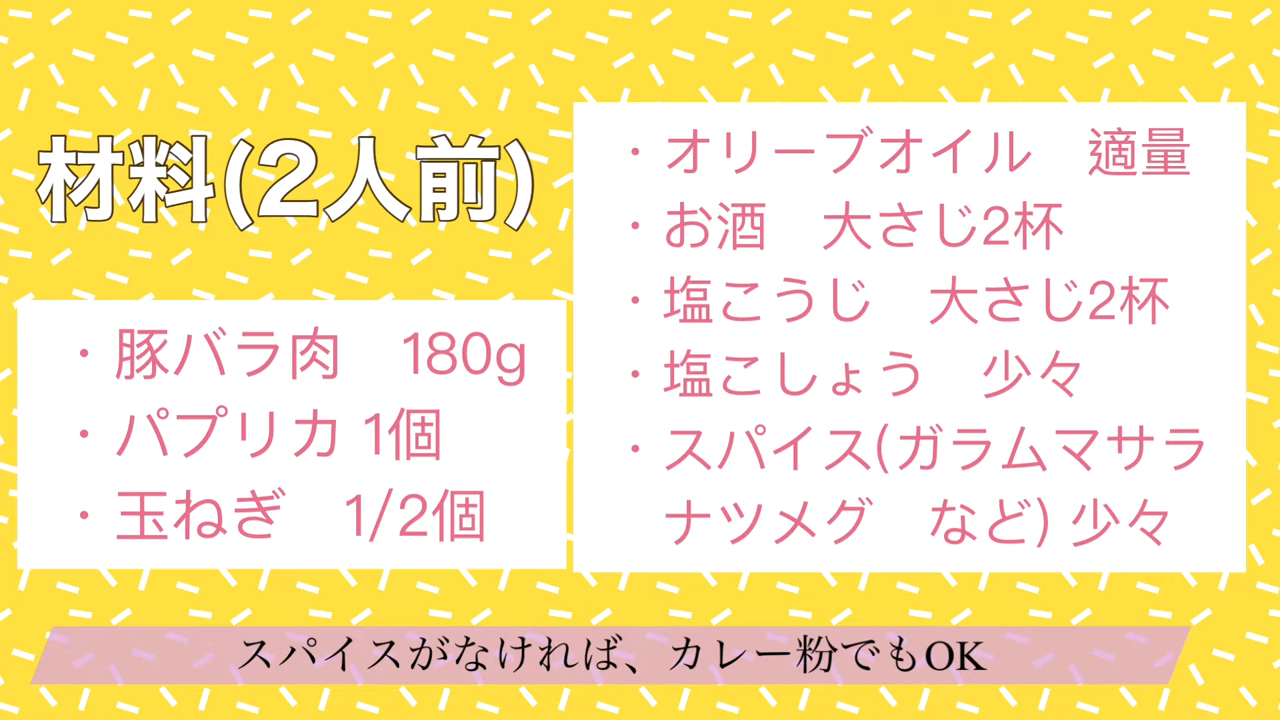 材料(2人前)
・豚バラ肉　180g
・パプリカ 1個
・玉ねぎ　1/2個
・オリーブオイル　適量
・お酒　大さじ2杯
・塩こうじ　大さじ2杯
・塩こしょう　少々
・スパイス(ガラムマサラ
ナツメグ　など) 少々
スパイスがなければ、カレー粉でもOK